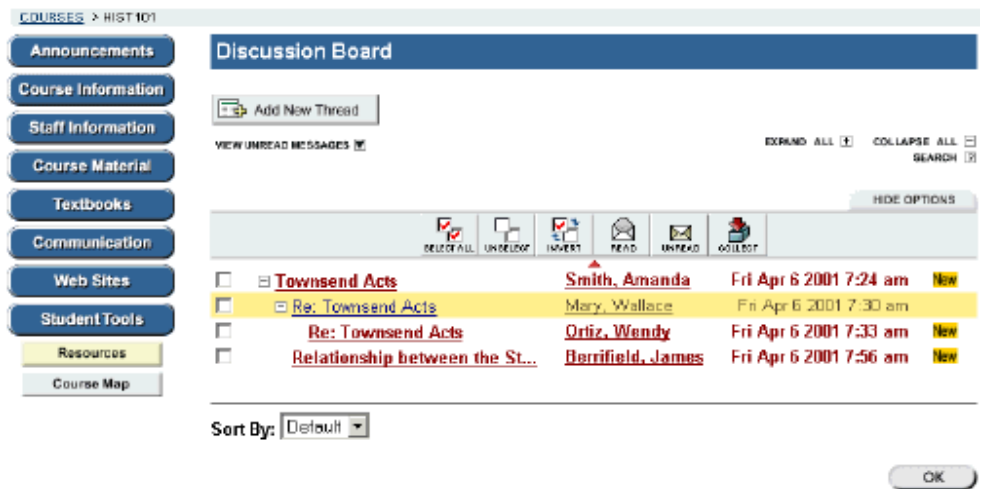 COURSES > HIST101
Announcements
Course Information
Staff Information
Course Material
Textbooks
Communication
Web Sites
Student Tools
Resources
Course Map
Discussion Board
Add New Thread
VIEW UNREAD MESSAGES
EXPAND ALL COLLAPSE ALL
SEARCH
HIDE OPTIONS
SELECT ALL UNSELECT INVERT READ UNREAD COLLECT
Townsend Acts Smith, Amanda Fri Apr 6 2001 7:24 am New
Re: Townsend Acts Mary, Wallace Fri Apr 6 2001 7:30 am
Re: Townsend Acts Ortiz, Wendy Fri Apr 6 2001 7:33 am New
Relationship between the St... Berrifield, James Fri Apr 6 2001 7:56 am New
Sort By: Default
OK